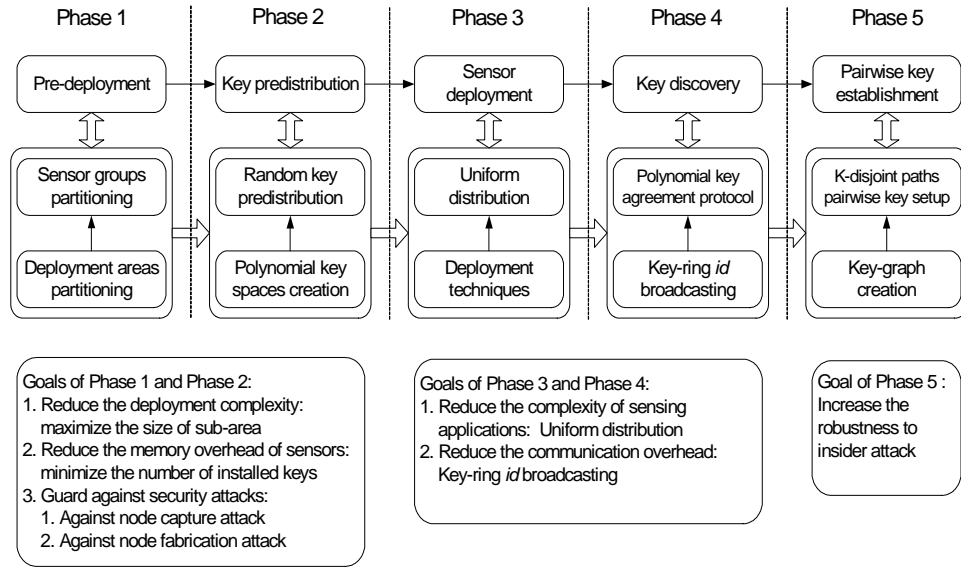 Phase 1
Phase 2
Phase 3
Phase 4
Phase 5
Pre-deployment
Key predistribution
Sensor
deployment
Key discovery
Pairwise key
establishment
Sensor groups
partitioning
Deployment areas
partitioning
Random key
predistribution
Polynomial key
spaces creation
Uniform
distribution
Deployment
techniques
Polynomial key
agreement protocol
Key-ring id
broadcasting
K-disjoint paths
pairwise key setup
Key-graph
creation
Goals of Phase 1 and Phase 2:
1. Reduce the deployment complexity:
maximize the size of sub-area
2. Reduce the memory overhead of sensors:
minimize the number of installed keys
3. Guard against security attacks:
1. Against node capture attack
2. Against node fabrication attack
Goals of Phase 3 and Phase 4:
1. Reduce the complexity of sensing
applications: Uniform distribution
2. Reduce the communication overhead:
Key-ring id broadcasting
Goal of Phase 5 :
Increase the
robustness to
insider attack